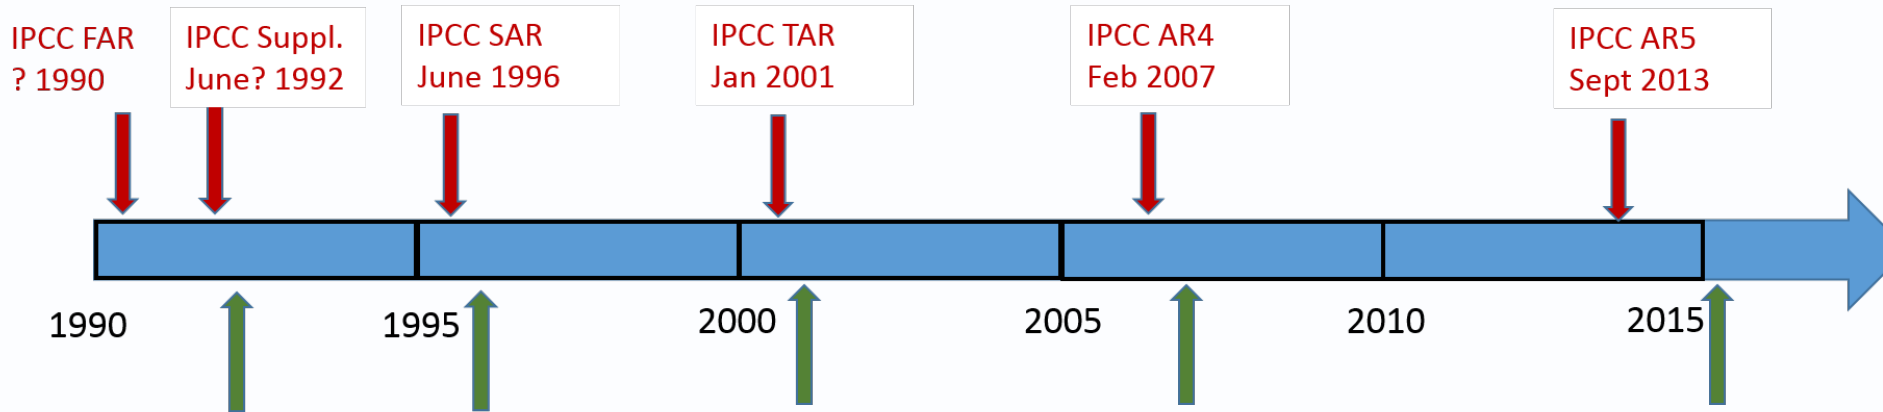 IPCC FAR
? 1990
IPCC Suppl.
June? 1992
IPCC SAR
June 1996
IPCC TAR
Jan 2001
IPCC AR4
Feb 2007
IPCC AR5
Sept 2013
1990
1995
2000
2005
2010
2015